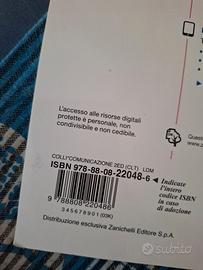 L'accesso alle risorse digitali
protette è personale, non
condivisibile e non cedibile.
Questo
COLLI*COMUNICAZIONE 2ED (CLT) LDM
ISBN 978-88-08-22048-6
Indicate
l'intero
codice ISBN
in caso
di adozione
9 788808 220486
345678901 (03K)
Distribuzione esclusiva Zanichelli Editore S.p.A.
subito